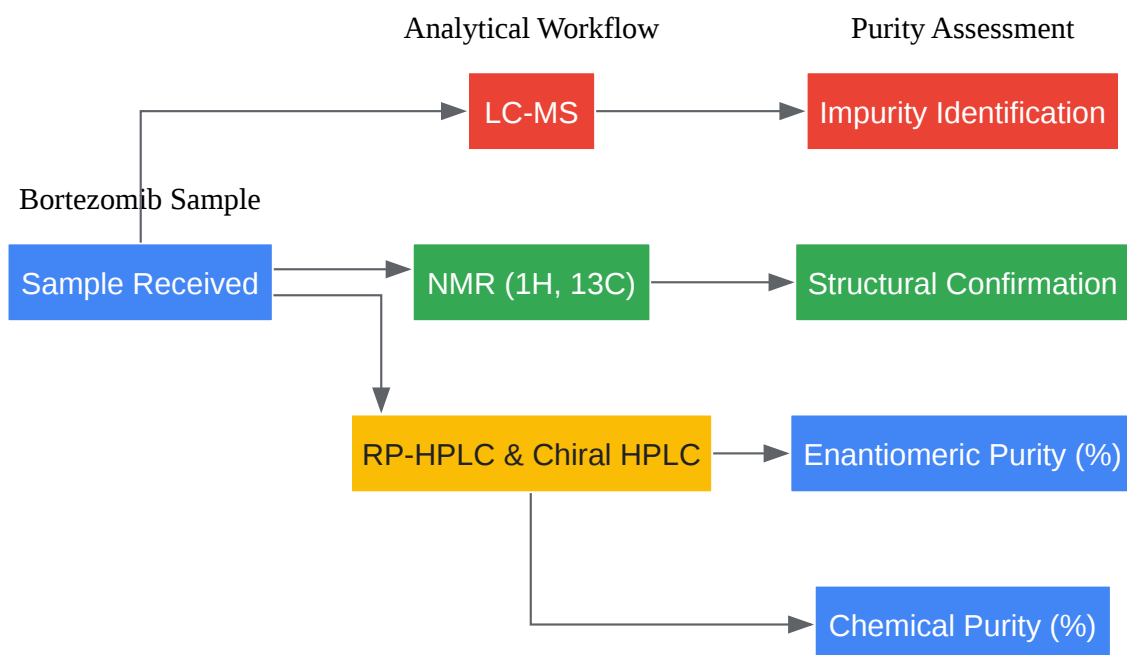 Analytical Workflow
Purity Assessment
LC-MS
Impurity Identification
Bortezomib Sample
Sample Received
NMR (1H, 13C)
Structural Confirmation
RP-HPLC & Chiral HPLC
Enantiomeric Purity (%)
Chemical Purity (%)